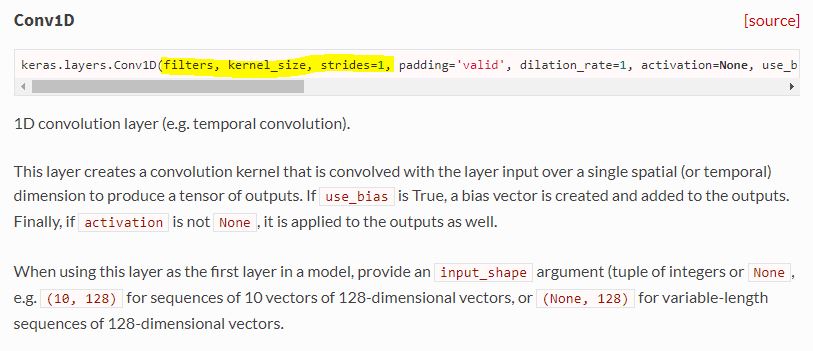 Conv1D
[source]
keras.layers.Conv1D(filters, kernel_size, strides=1, padding='valid', dilation_rate=1, activation=None, use_b
1D convolution layer (e.g. temporal convolution).
This layer creates a convolution kernel that is convolved with the layer input over a single spatial (or temporal)
dimension to produce a tensor of outputs. If use_bias is True, a bias vector is created and added to the outputs.
Finally, if activation is not None, it is applied to the outputs as well.
When using this layer as the first layer in a model, provide an input_shape argument (tuple of integers or None,
e.g. (10, 128) for sequences of 10 vectors of 128-dimensional vectors, or (None, 128) for variable-length
sequences of 128-dimensional vectors.